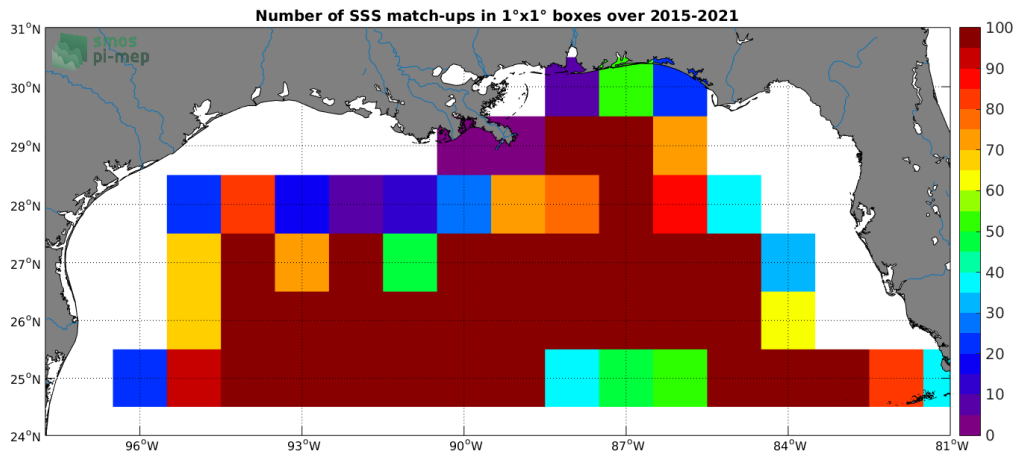 Number of SSS match-ups in 1°x1° boxes over 2015-2021
smos
pi-mep
31°N
30°N
29°N
28°N
27°N
26°N
25°N
24°N
96°W
93°W
90°W
87°W
84°W
81°W
100
90
80
70
60
50
40
30
20
10
0